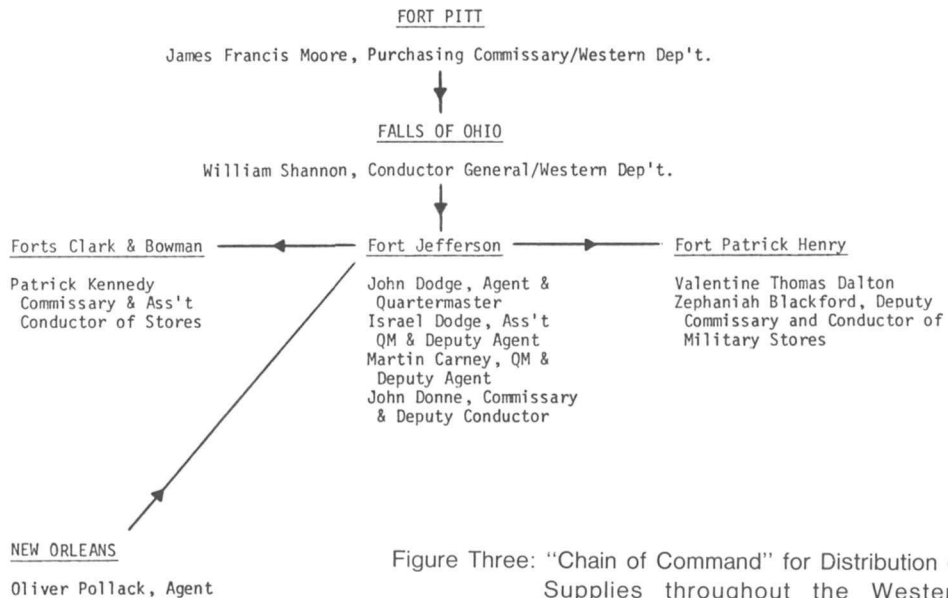 FORT PITT
James Francis Moore, Purchasing Commissary/Western Dep't.
FALLS OF OHIO
William Shannon, Conductor General/Western Dep't.
Forts Clark & Bowman
Patrick Kennedy
Commissary & Ass't
Conductor of Stores
Fort Jefferson
John Dodge, Agent &
Quartermaster
Israel Dodge, Ass't
QM & Deputy Agent
Martin Carney, QM &
Deputy Agent
John Donne, Commissary
& Deputy Conductor
Fort Patrick Henry
Valentine Thomas Dalton
Zephaniah Blackford, Deputy
Commissary and Conductor of
Military Stores
NEW ORLEANS
Oliver Pollack, Agent
Figure Three: "Chain of Command" for Distribution
Supplies throughout the